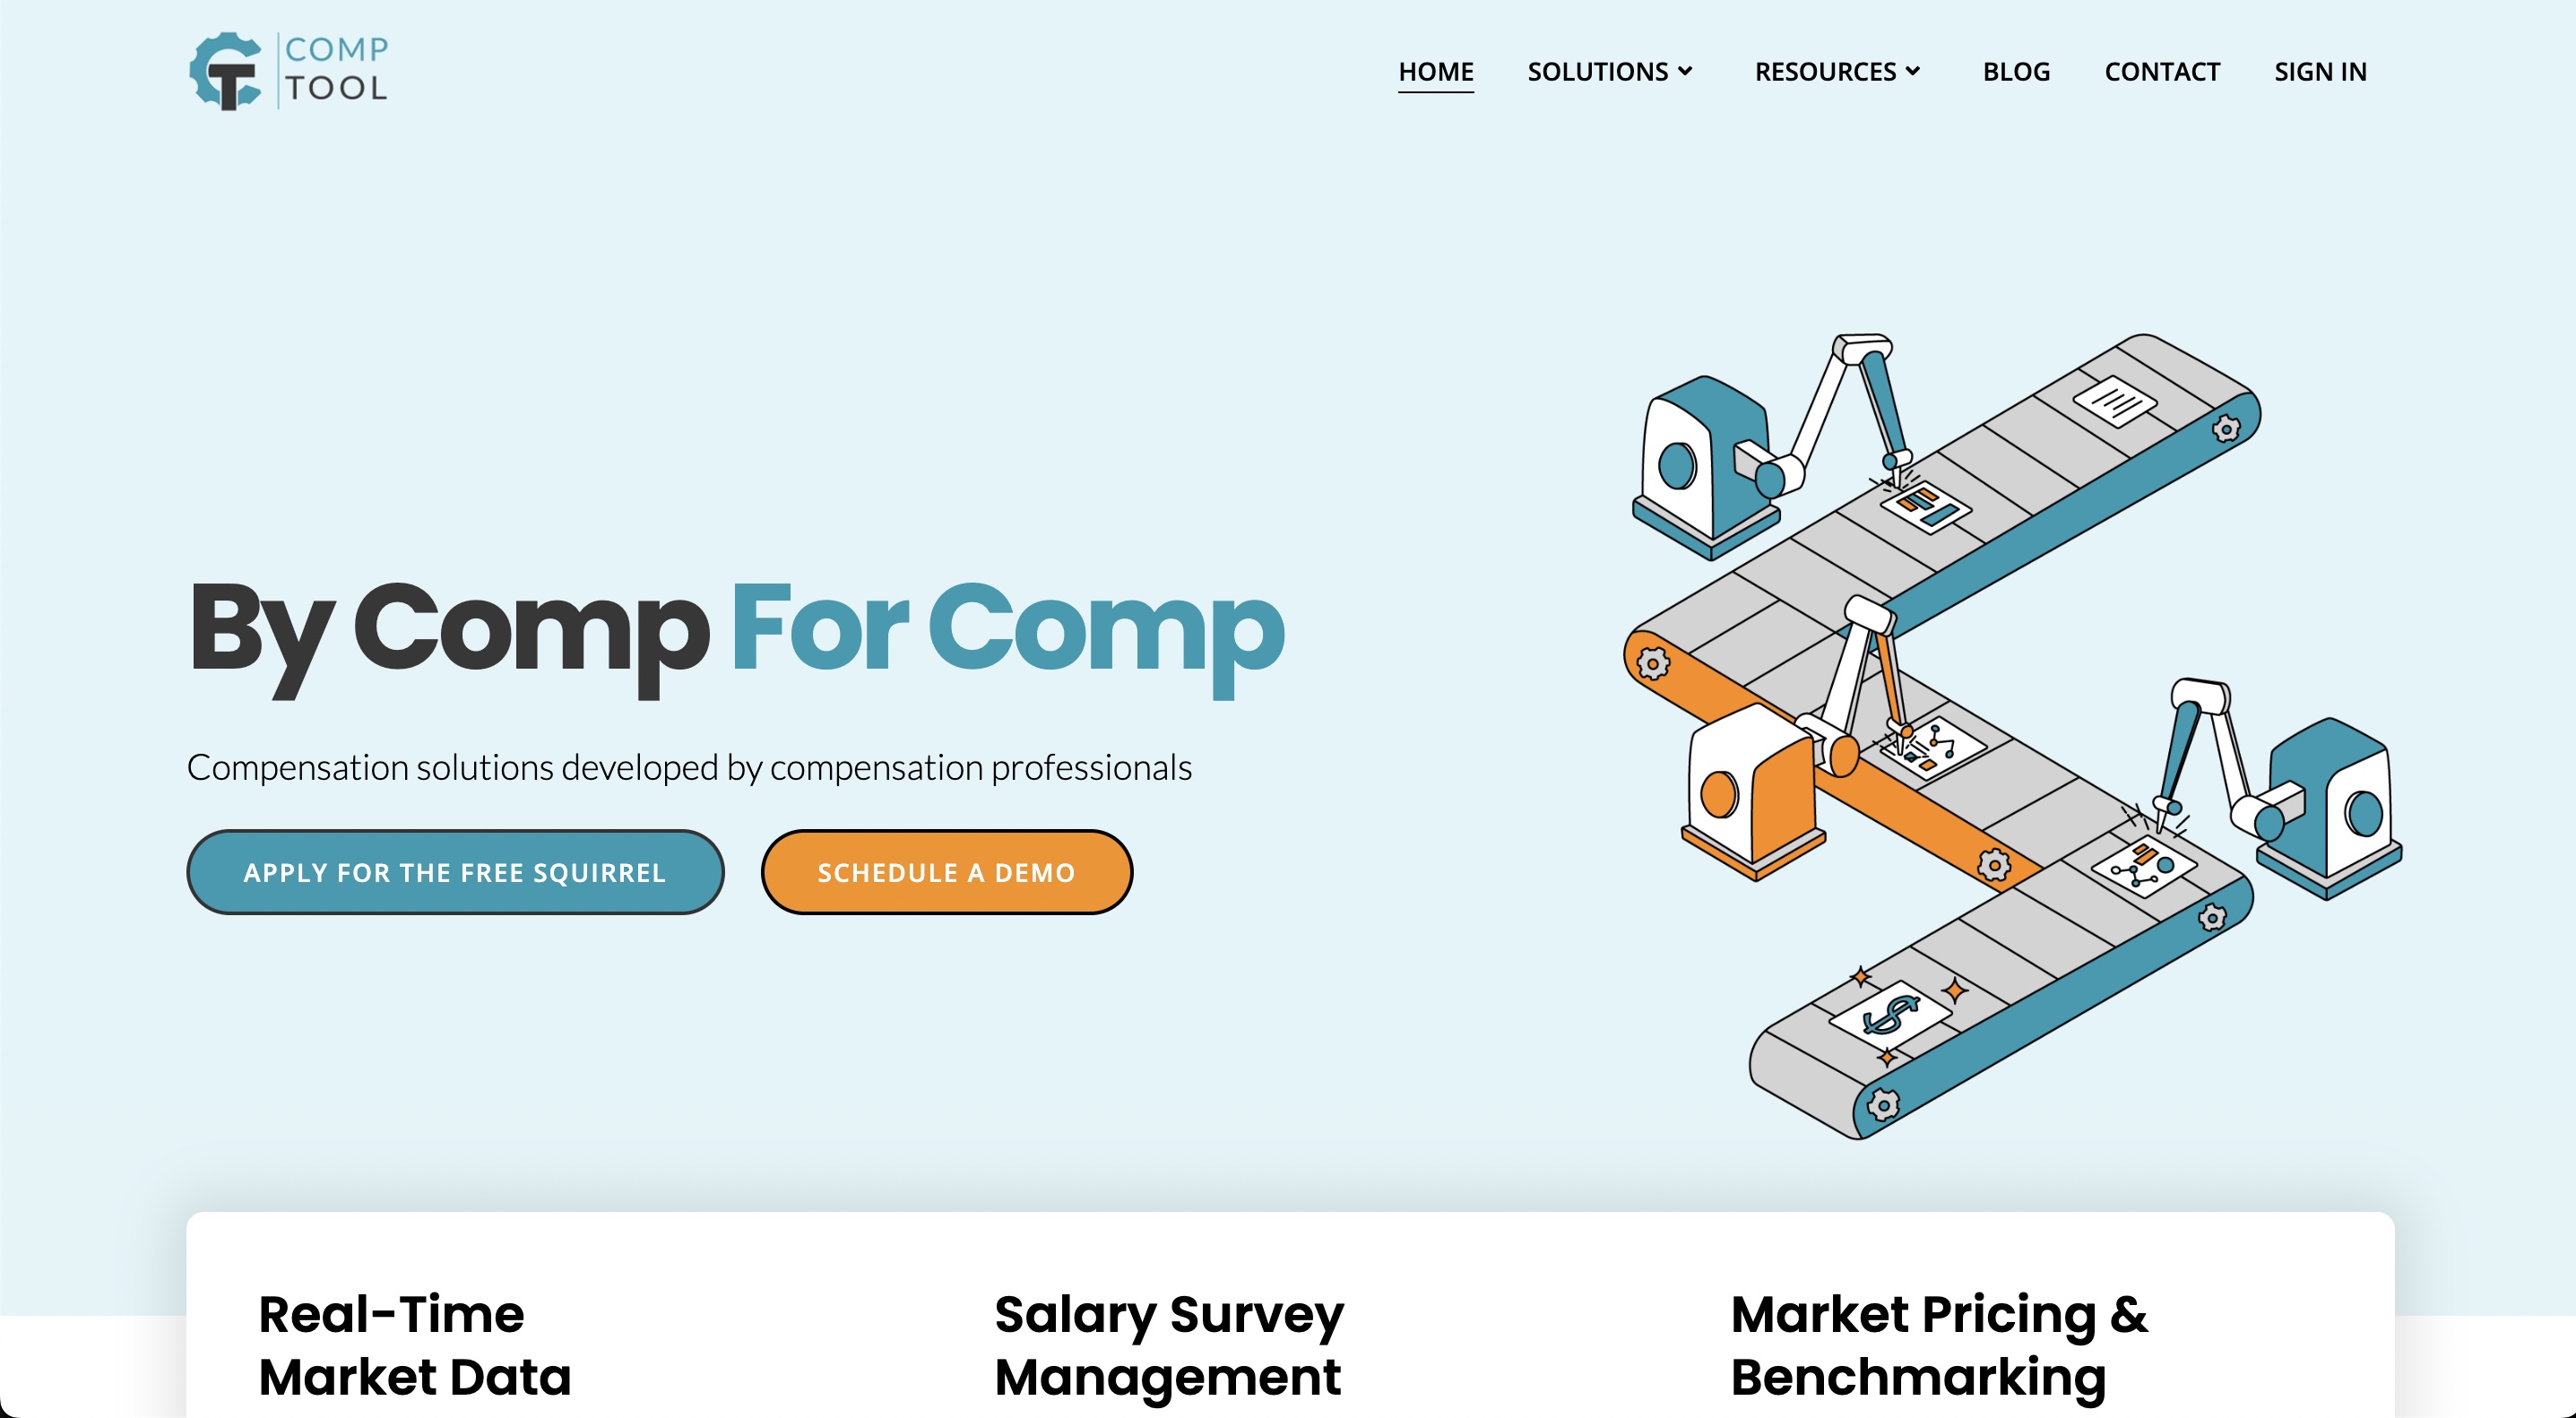 COMP
TOOL
HOME
SOLUTIONS
RESOURCES
BLOG
CONTACT
SIGN IN
By Comp For Comp
Compensation solutions developed by compensation professionals
APPLY FOR THE FREE SQUIRREL
SCHEDULE A DEMO
$
Real-Time
Market Data
Salary Survey
Management
Market Pricing &
Benchmarking